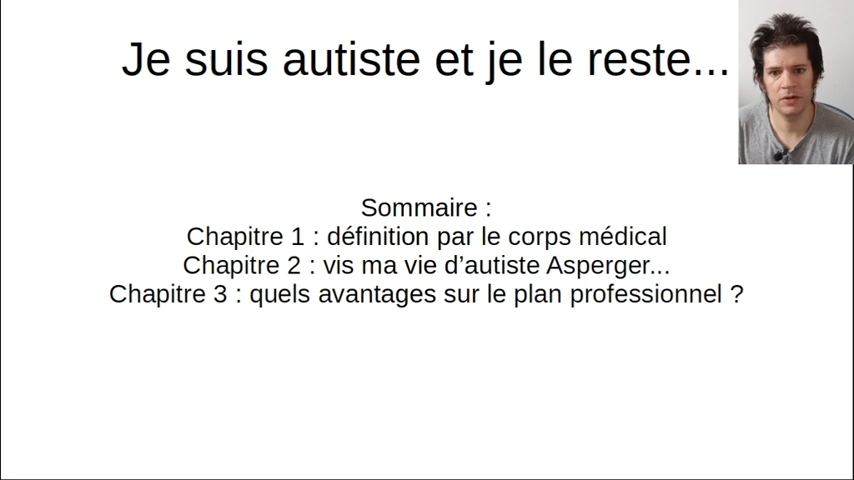 Je suis autiste et je le reste...
Sommaire :
Chapitre 1 : définition par le corps médical
Chapitre 2 : vis ma vie d’autiste Asperger...
Chapitre 3 : quels avantages sur le plan professionnel ?